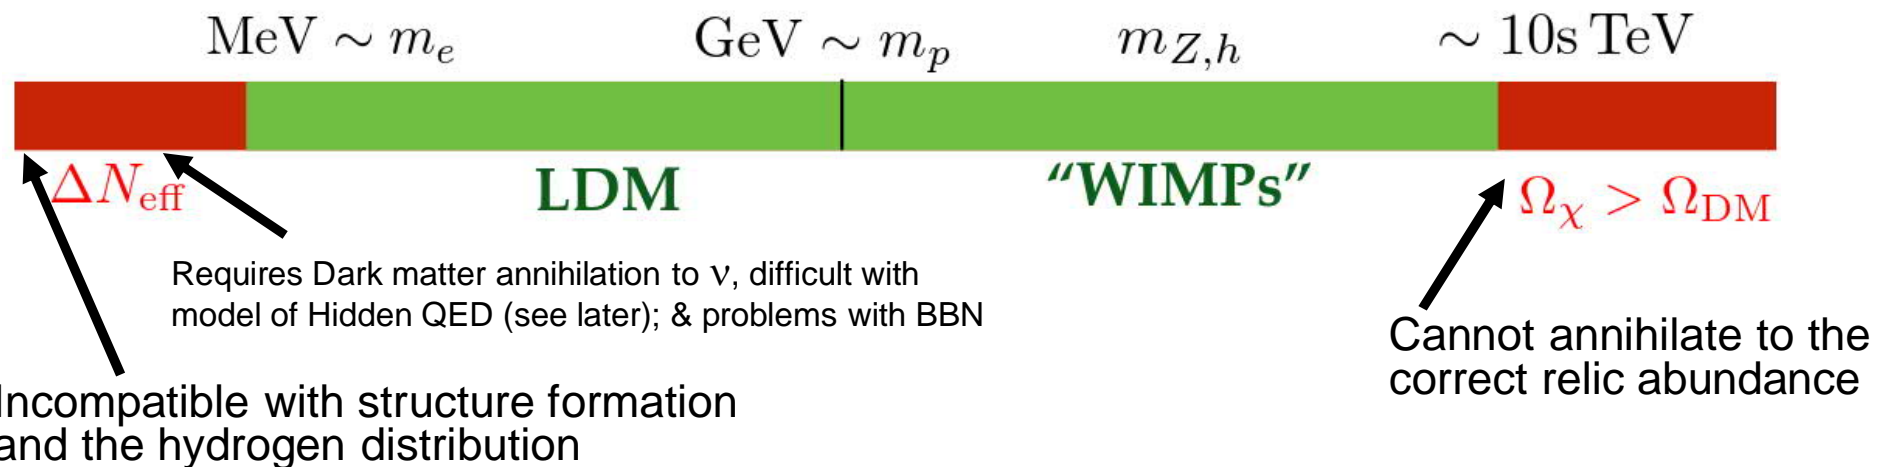 MeV ∼ mₑ GeV ∼ mₚ m_{Z,h} ∼ 10s TeV
ΔN_eff LDM “WIMPs” Ω_χ > Ω_DM
Requires Dark matter annihilation to ν, difficult with
model of Hidden QED (see later); & problems with BBN
Cannot annihilate to the
correct relic abundance
Incompatible with structure formation
and the hydrogen distribution